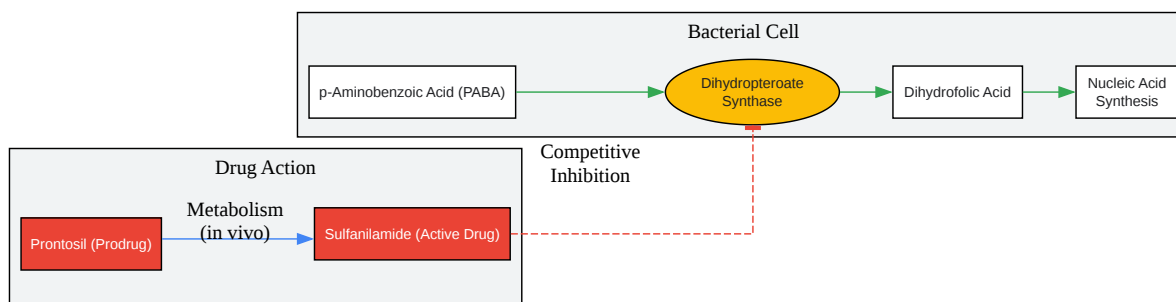 Bacterial Cell
p-Aminobenzoic Acid (PABA)
Dihydropteroate
Synthase
Dihydrofolic Acid
Nucleic Acid
Synthesis
Competitive
Inhibition
Drug Action
Metabolism
(in vivo)
Prontosil (Prodrug)
Sulfanilamide (Active Drug)